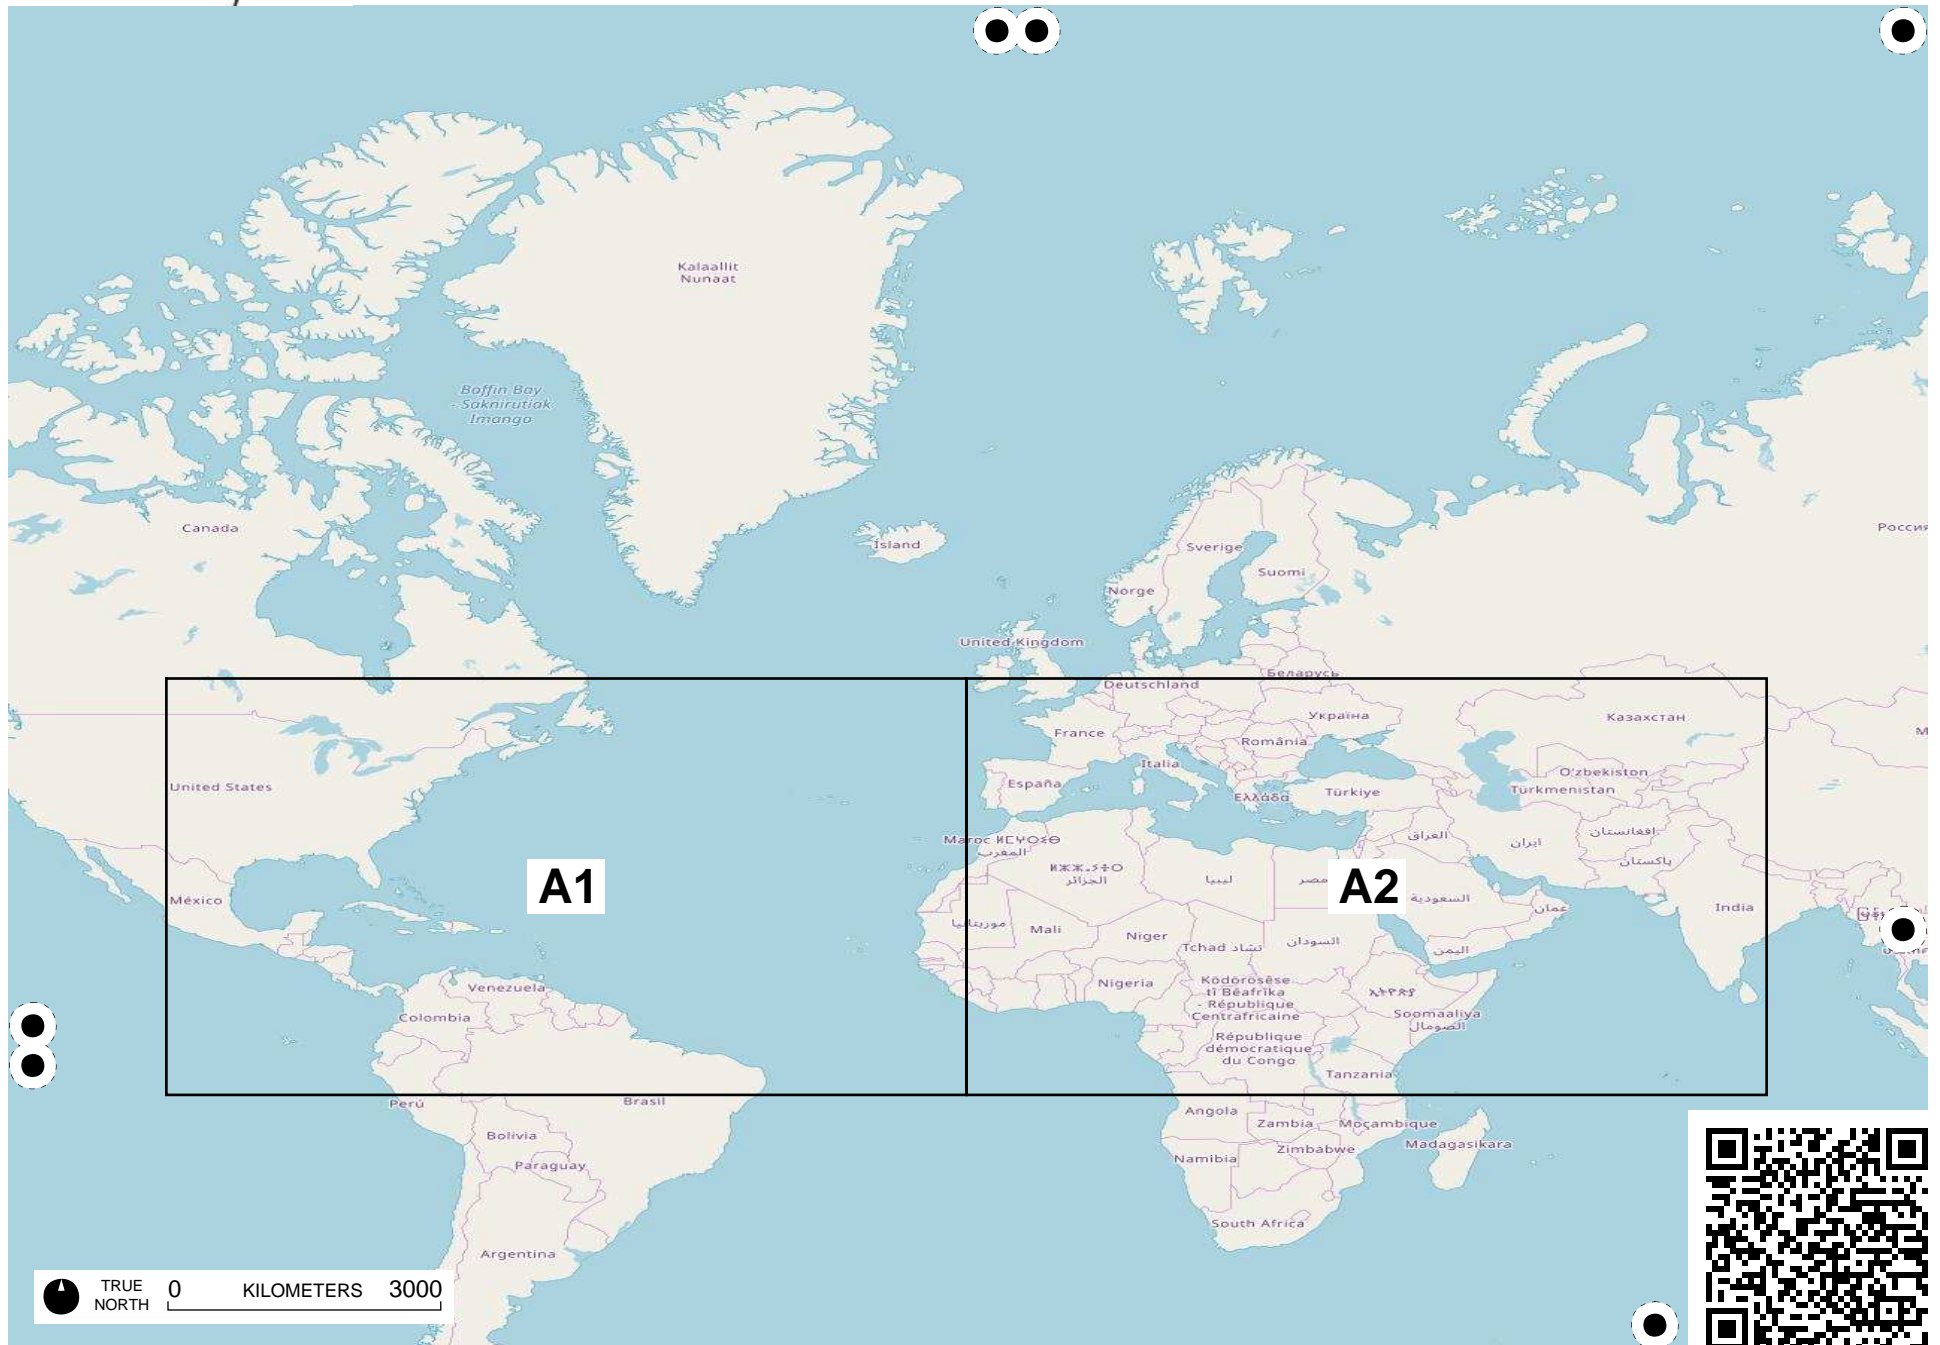 Kalaallit
Nunaat
Baffin Bay
- Saknirutiak
Imanga
Canada
Ísland
Россия
Sverige
Suomi
Norge
United Kingdom
Беларусь
Deutschland
Україна
Казахстан
France
România
Italia
O'zbekiston
España
Ελλάδα
Türkiye
Türkmenistan
United States
Maroc ⵍⵎⵖⵔⵉⴱ
المغرب
العراق
ایران
افغانستان
پاکستان
الجزائر
ليبيا
مصر
A1
A2
السعودية
México
India
عمان
موريتانيا
Mali
Niger
Tchad تشاد
السودان
اليمن
Venezuela
Nigeria
Ködörösêse
tî Bêafrîka
- République
Centrafricaine
Colombia
Soomaaliya
الصومال
République
démocratique
du Congo
Tanzania
Perú
Brasil
Angola
Zambia
Moçambique
Bolivia
Madagasikara
Zimbabwe
Namibia
Paraguay
South Africa
Argentina
TRUE
NORTH
0 KILOMETERS 3000